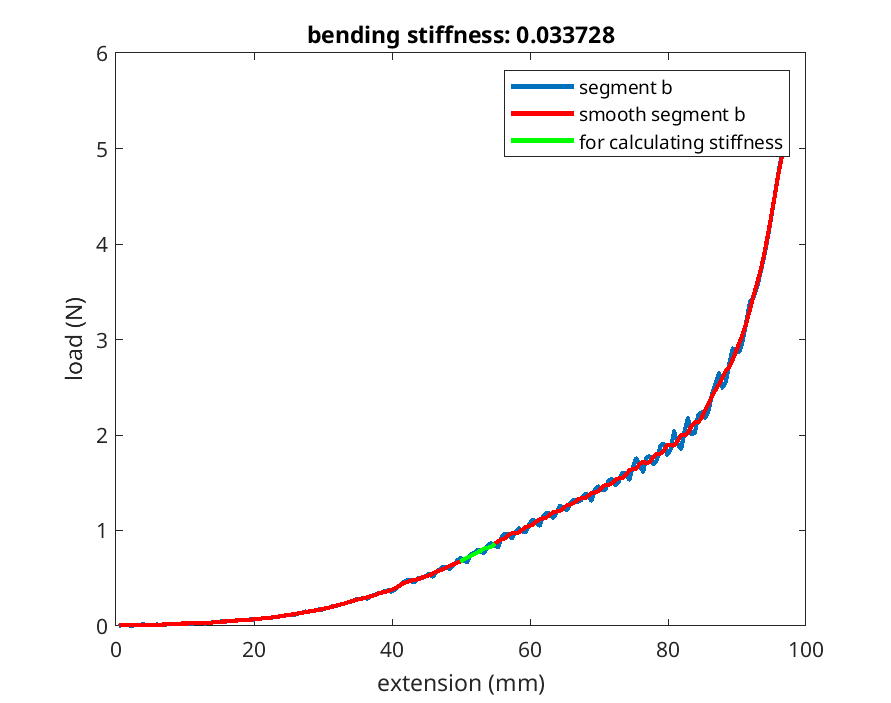 bending stiffness: 0.033728
segment b
smooth segment b
for calculating stiffness
load (N)
6
5
4
3
2
1
0
0 20 40 60 80 100
extension (mm)